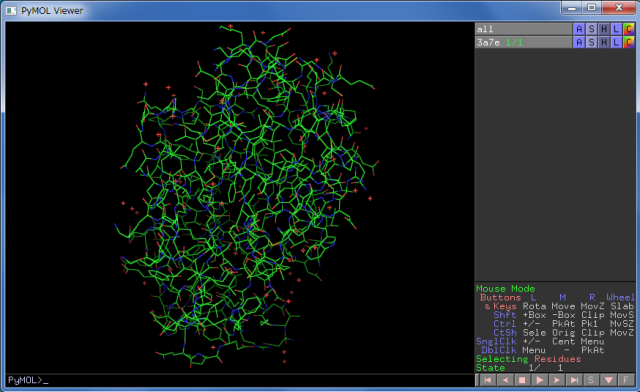 PyMOL Viewer
all A S H L C
3a7e 1/1 A S H L C
Mouse Mode
Buttons L M R Wheel
& Keys Rota Move MovZ Slab
Shft +Box -Box Clip MovS
Ctrl +/- PkAt Pk1 MvSZ
CtSh Sele Orig Clip MovZ
SnglClk +/- Cent Menu
DblClk Menu - PkAt
Selecting Residues
State 1/ 1
PyMOL>_
S F